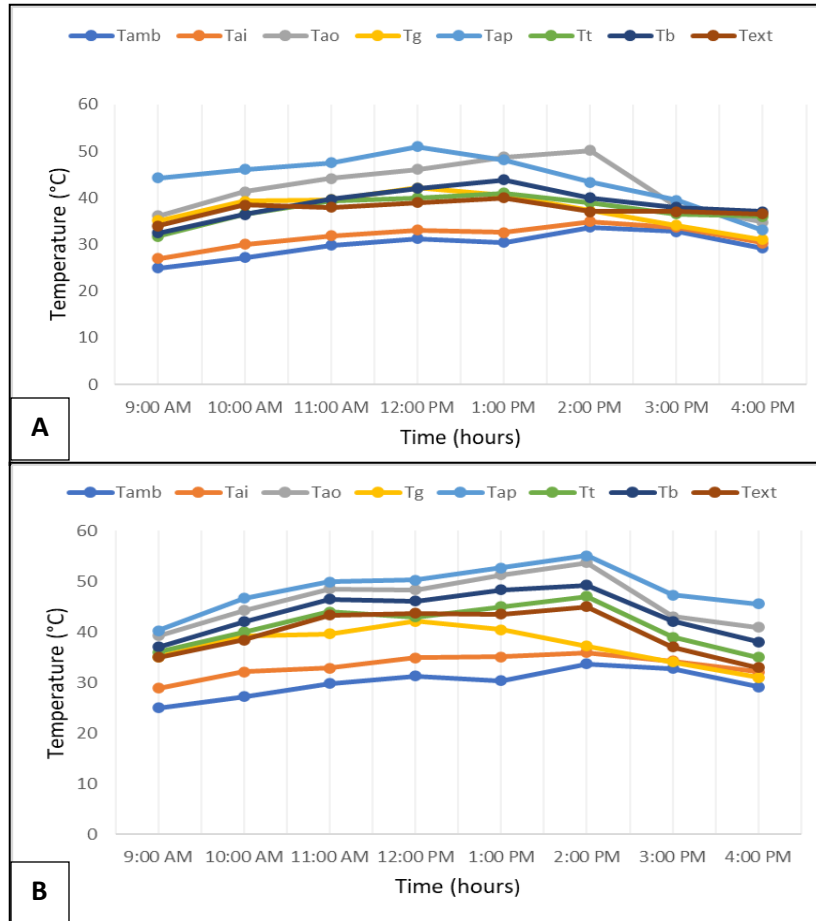 Tamb Tai Tao Tg Tap Tt Tb Text
60
50
40
30
20
10
0
Temperature (°C)
9:00 AM 10:00 AM 11:00 AM 12:00 PM 1:00 PM 2:00 PM 3:00 PM 4:00 PM
Time (hours)
A
Tamb Tai Tao Tg Tap Tt Tb Text
60
50
40
30
20
10
0
Temperature (°C)
9:00 AM 10:00 AM 11:00 AM 12:00 PM 1:00 PM 2:00 PM 3:00 PM 4:00 PM
Time (hours)
B